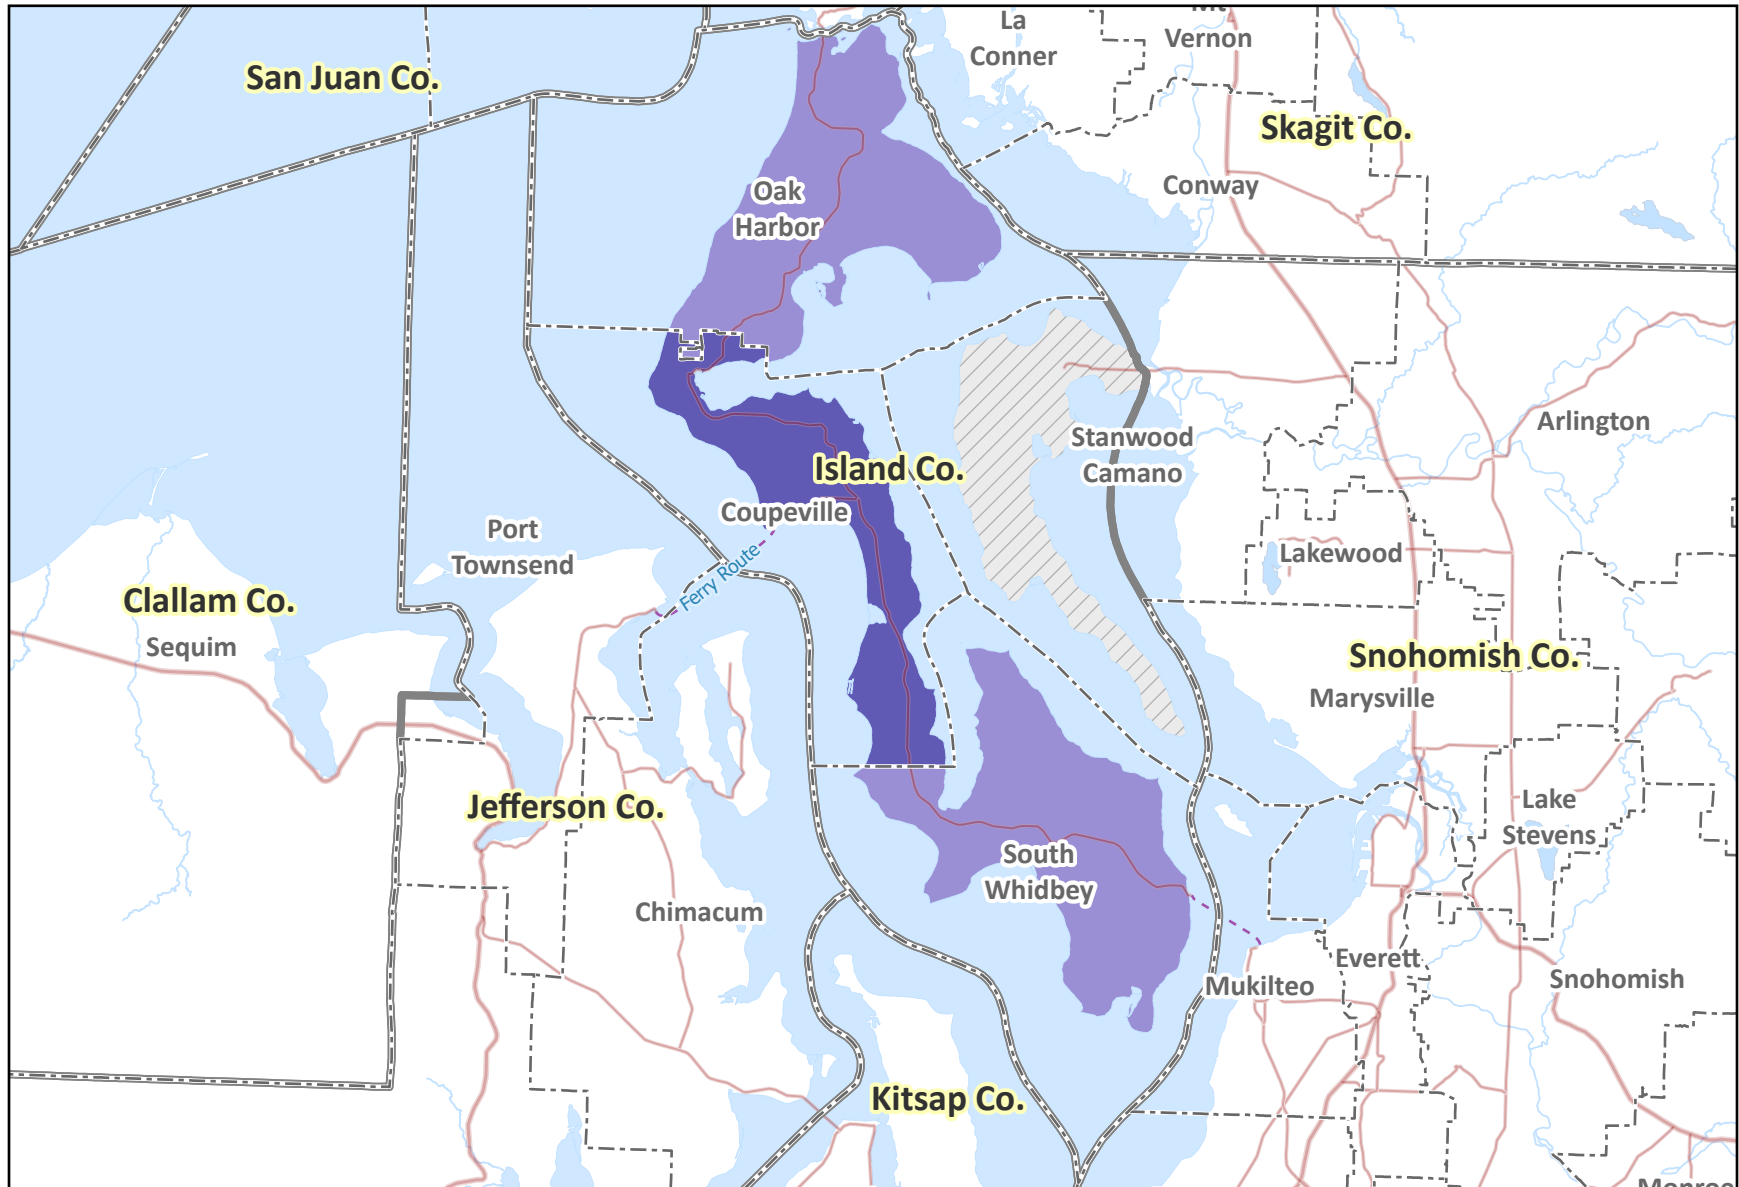 La
Conner
Mt
Vernon
San Juan Co.
Skagit Co.
Conway
Oak
Harbor
Arlington
Stanwood
Camano
Island Co.
Coupeville
Port
Townsend
Ferry Route
Lakewood
Clallam Co.
Sequim
Snohomish Co.
Marysville
Jefferson Co.
Lake
Stevens
South
Whidbey
Chimacum
Everett
Mukilteo
Snohomish
Kitsap Co.
Monroe